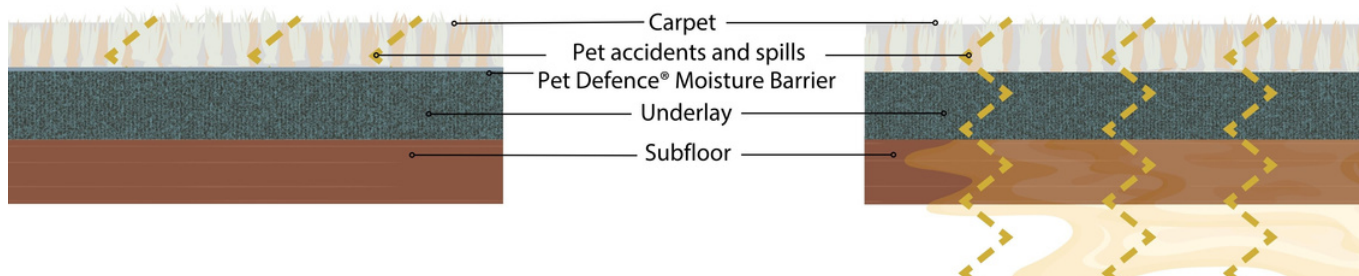 Carpet
Pet accidents and spills
Pet Defence® Moisture Barrier
Underlay
Subfloor